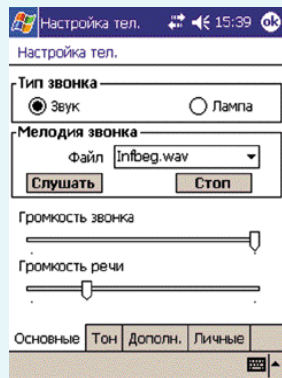 Настройка тел. 15:39 ok
Настройка тел.
Тип звонка
Звук Лампа
Мелодия звонка
Файл Infbeg.wav
Слушать Стоп
Громкость звонка
Громкость речи
Основные Тон Дополн. Личные